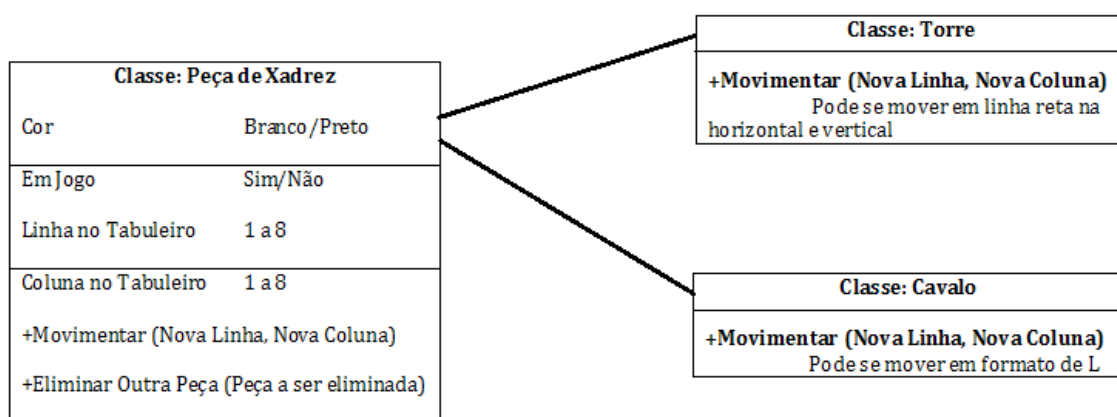 Classe: Peça de Xadrez
Cor Branco/Preto
Em Jogo Sim/Não
Linha no Tabuleiro 1 a 8
Coluna no Tabuleiro 1 a 8
+Movimentar (Nova Linha, Nova Coluna)
+Eliminar Outra Peça (Peça a ser eliminada)
Classe: Torre
+Movimentar (Nova Linha, Nova Coluna)
Pode se mover em linha reta na
horizontal e vertical
Classe: Cavalo
+Movimentar (Nova Linha, Nova Coluna)
Pode se mover em formato de L